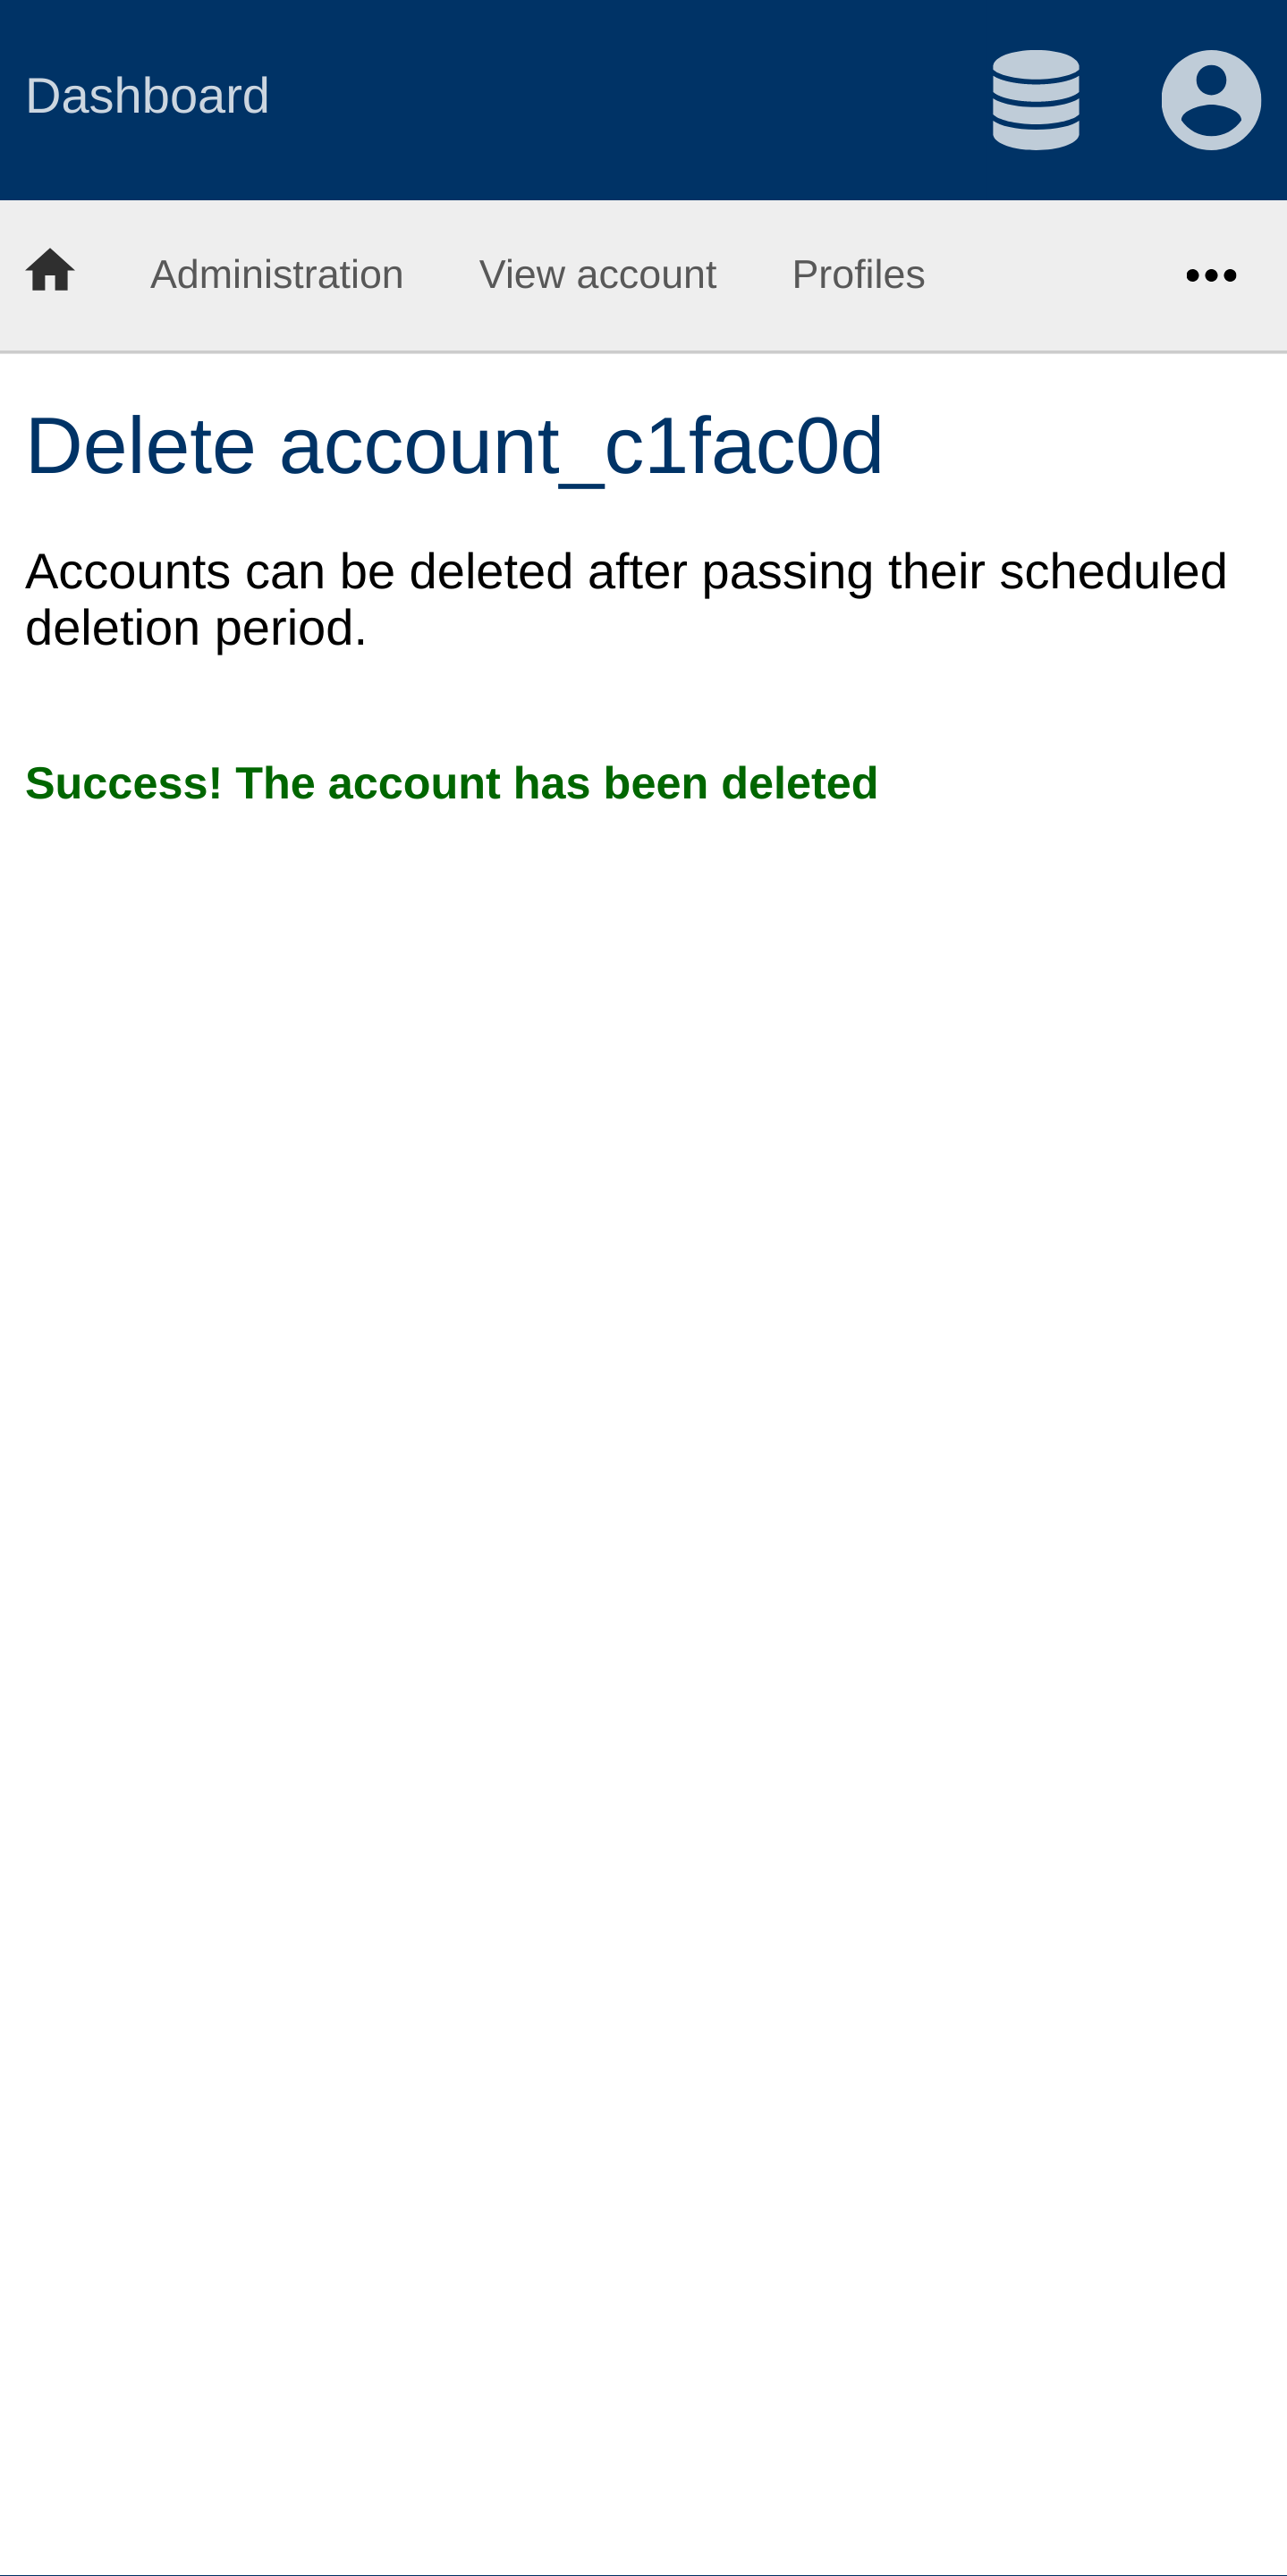 Dashboard
Administration View account Profiles
Delete account_c1fac0d
Accounts can be deleted after passing their scheduled
deletion period.
Success! The account has been deleted